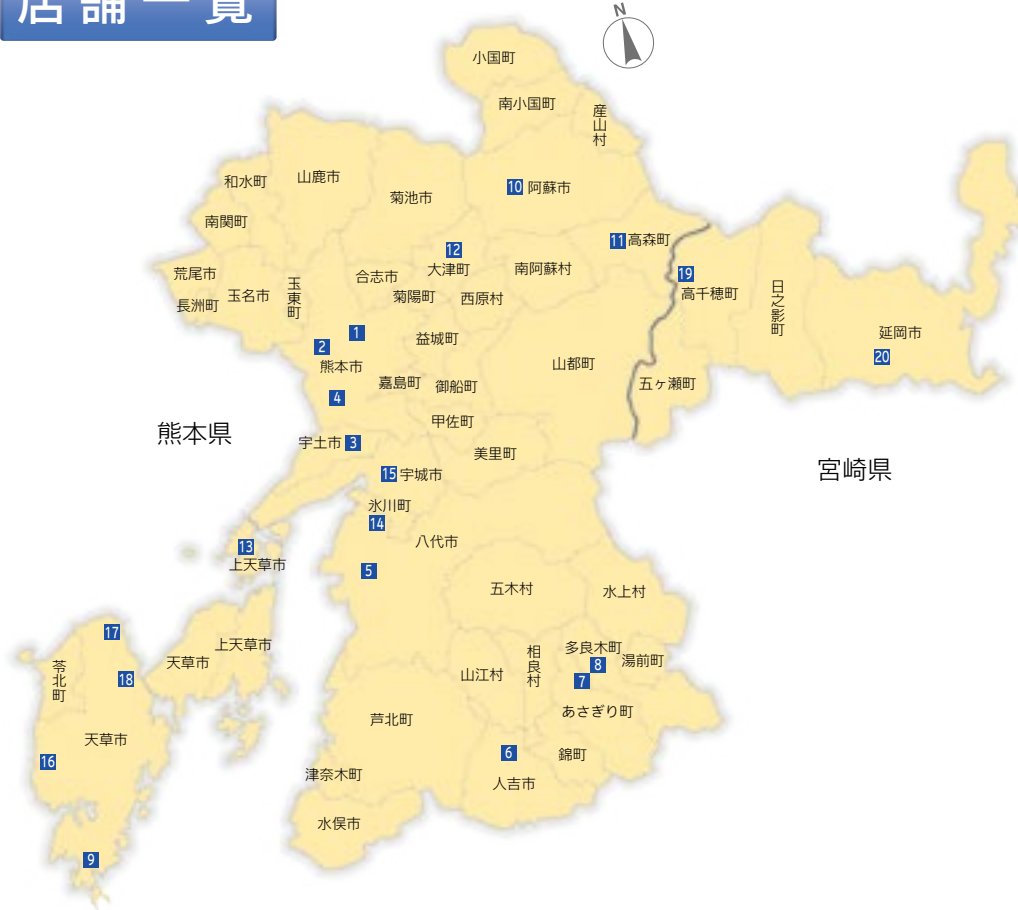 店舗一覧
N
小国町
南小国町
産山村
和水町
山鹿市
菊池市
10 阿蘇市
南関町
12
大津町
11 高森町
荒尾市
長洲町
玉名市
玉東町
合志市
菊陽町
西原村
南阿蘇村
19
高千穂町
日之影町
延岡市
20
1
2
熊本市
益城町
山都町
五ヶ瀬町
4
嘉島町
御船町
甲佐町
熊本県
宇土市 3
美里町
宮崎県
15 宇城市
氷川町
14
八代市
13
上天草市
5
五木村
水上村
17
苓北町
18
天草市
上天草市
山江村
相良村
多良木町
8
湯前町
7
あさぎり町
天草市
16
芦北町
6
錦町
人吉市
津奈木町
水俣市
9